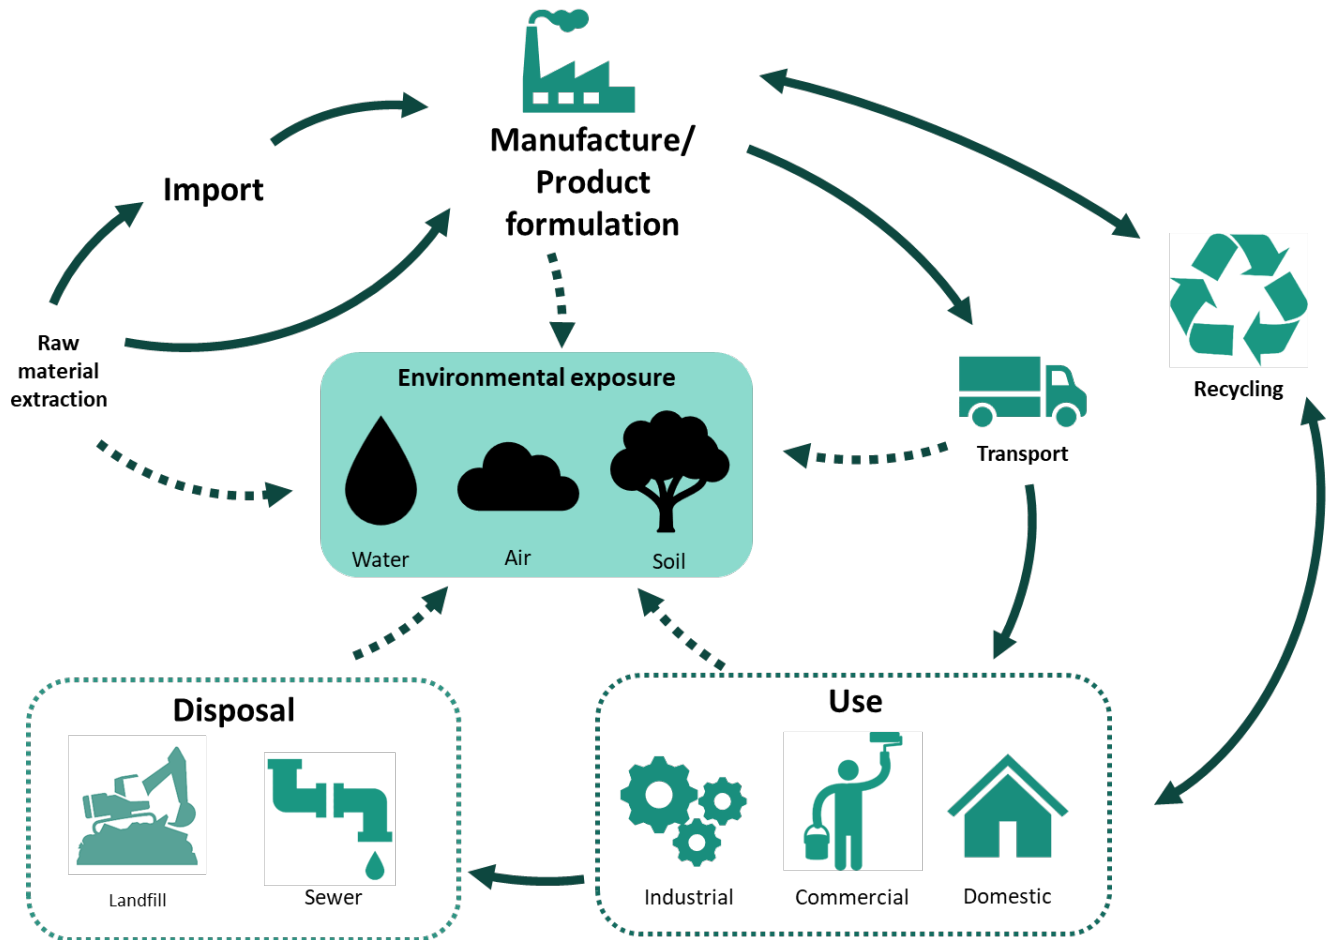 Manufacture/
Product
formulation
Import
Raw
material
extraction
Environmental exposure
Water
Air
Soil
Recycling
Transport
Disposal
Landfill
Sewer
Use
Industrial
Commercial
Domestic